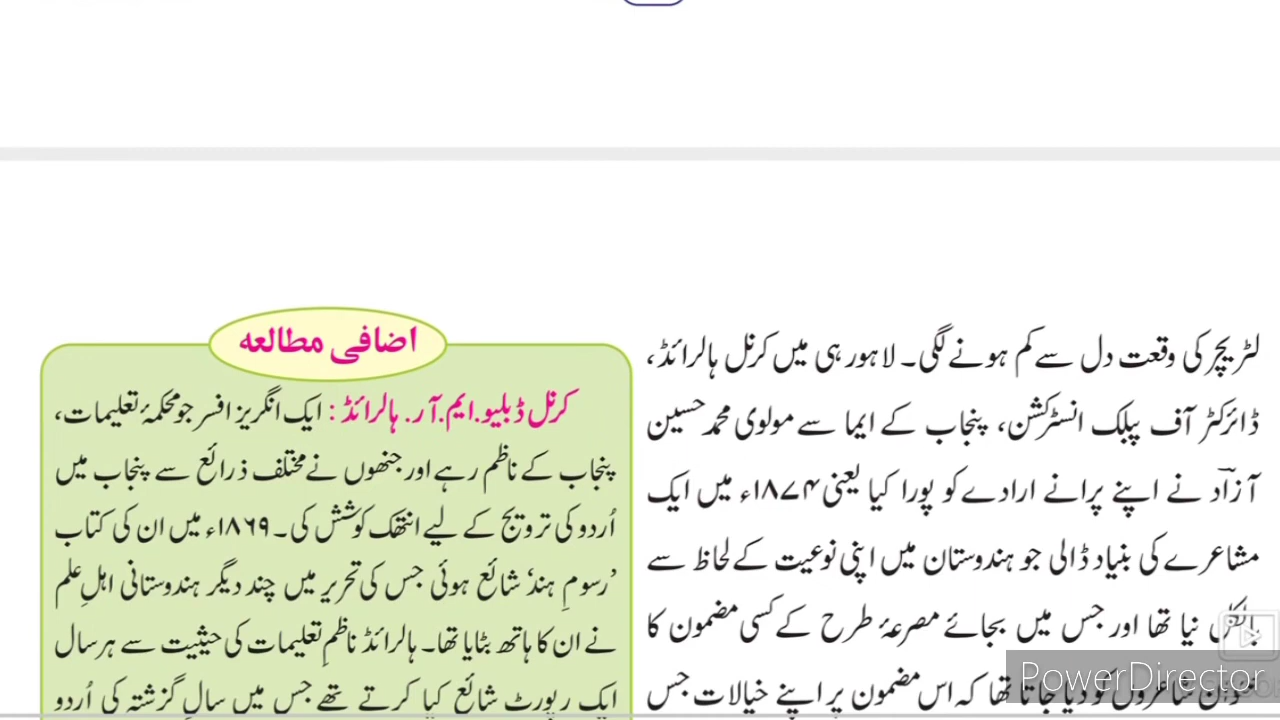 لٹریچر کی وقعت دل سے کم ہونے لگی۔ لاہور ہی میں کرنل ہالرائڈ،
ڈائرکٹر آف پبلک انسٹرکشن، پنجاب کے ایما سے مولوی محمد حسین
آزاؔد نے اپنے پرانے ارادے کو پورا کیا یعنی ۱۸۷۴ء میں ایک
مشاعرے کی بنیاد ڈالی جو ہندوستان میں اپنی نوعیت کے لحاظ سے
بالکل نیا تھا اور جس میں بجائے مصرعۂ طرح کے کسی مضمون کا
شاعروں کو دیا جاتا تھا کہ اس مضمون پر اپنے خیالات جس
اضافی مطالعہ
کرنل ڈبلیو. ایم. آر. ہالرائڈ : ایک انگریز افسر جو محکمۂ تعلیمات،
پنجاب کے ناظم رہے اور جنھوں نے مختلف ذرائع سے پنجاب میں
اُردو کی ترویج کے لیے انتھک کوشش کی۔ ۱۸۶۹ء میں ان کی کتاب
’رسومِ ہند‘ شائع ہوئی جس کی تحریر میں چند دیگر ہندوستانی اہلِ علم
نے ان کا ہاتھ بٹایا تھا۔ ہالرائڈ ناظمِ تعلیمات کی حیثیت سے ہر سال
ایک رپورٹ شائع کیا کرتے تھے جس میں سالِ گزشتہ کی اُردو
PowerDirector